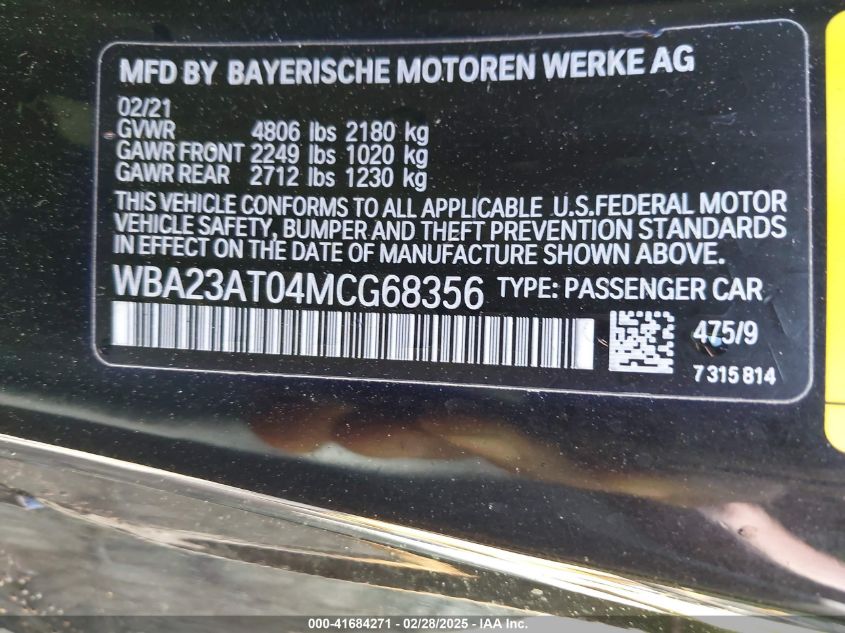 MFD BY BAYERISCHE MOTOREN WERKE AG
02/21
GVWR 4806 lbs 2180 kg
GAWR FRONT 2249 lbs 1020 kg
GAWR REAR 2712 lbs 1230 kg
THIS VEHICLE CONFORMS TO ALL APPLICABLE U.S.FEDERAL MOTOR
VEHICLE SAFETY, BUMPER AND THEFT PREVENTION STANDARDS
IN EFFECT ON THE DATE OF MANUFACTURE SHOWN ABOVE.
WBA23AT04MCG68356 TYPE: PASSENGER CAR
475/9
7315814
000-41684271 - 02/28/2025 - IAA Inc.